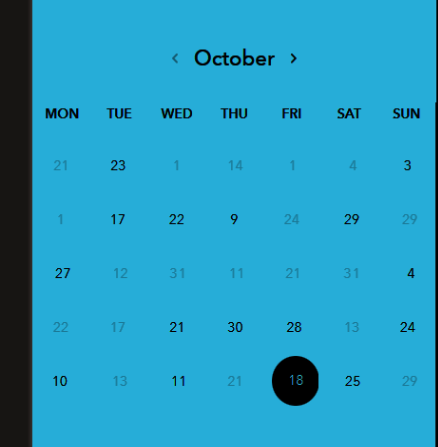 ‹ October ›
MON TUE WED THU FRI SAT SUN
21 23 1 14 1 4 3
1 17 22 9 24 29 29
27 12 31 11 21 31 4
22 17 21 30 28 13 24
10 13 11 21 18 25 29